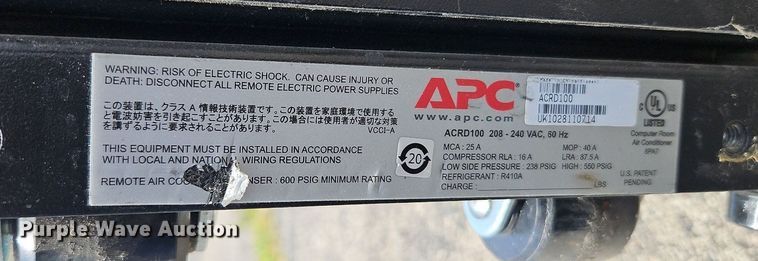 WARNING: RISK OF ELECTRIC SHOCK. CAN CAUSE INJURY OR
DEATH: DISCONNECT ALL REMOTE ELECTRIC POWER SUPPLIES
この装置は、クラス A 情報技術装置です。この装置を家庭環境で使用する
と電波妨害を引き起こすことがあります。この場合には使用者が適切な対策
を講ずるよう要求されることがあります。
VCCI-A
THIS EQUIPMENT MUST BE INSTALLED IN ACCORDANCE
WITH LOCAL AND NATIONAL WIRING REGULATIONS
REMOTE AIR ENSER : 600 PSIG MINIMUM RATING
20
APC
www.apc.com
ACRD100
UK1028110714
C UL US
LISTED
Computer Room
Air Conditioner
ACRD100 208 - 240 VAC, 60 Hz
MCA : 25 A MOP : 40 A
COMPRESSOR RLA : 16 A LRA : 87.5 A
LOW SIDE PRESSURE : 238 PSIG HIGH : 550 PSIG
REFRIGERANT : R410A
CHARGE : LBS
U.S. PATENT
PENDING
Purple Wave Auction